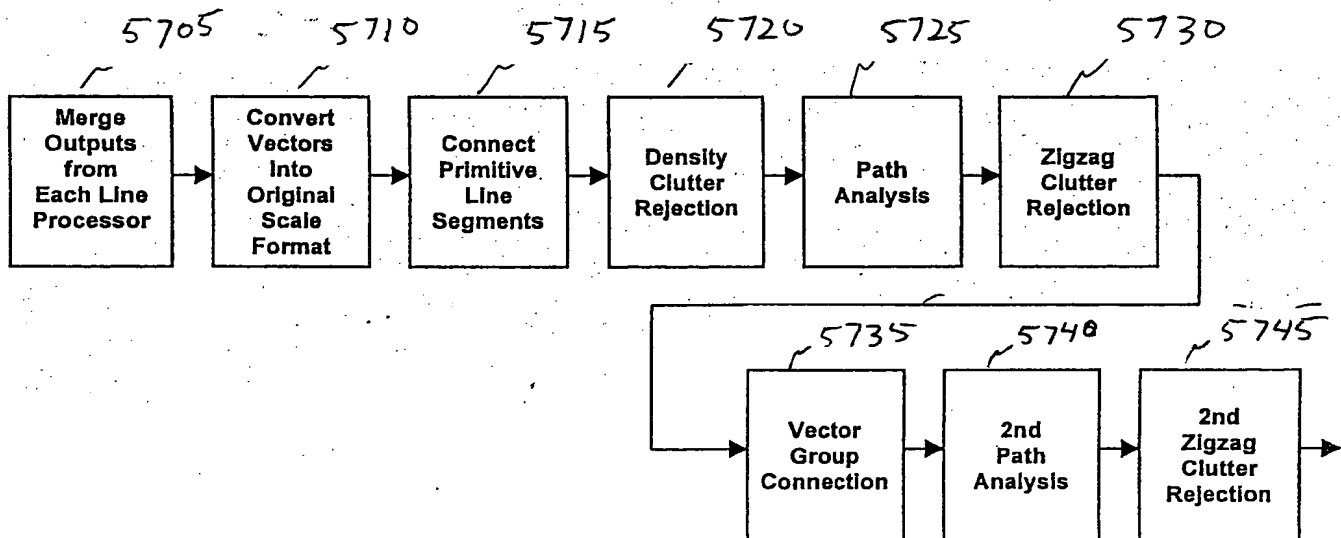 5705 5710 5715 5720 5725 5730
Merge
Outputs
from
Each Line
Processor
Convert
Vectors
Into
Original
Scale
Format
Connect
Primitive
Line
Segments
Density
Clutter
Rejection
Path
Analysis
Zigzag
Clutter
Rejection
5735 5740 5745
Vector
Group
Connection
2nd
Path
Analysis
2nd
Zigzag
Clutter
Rejection